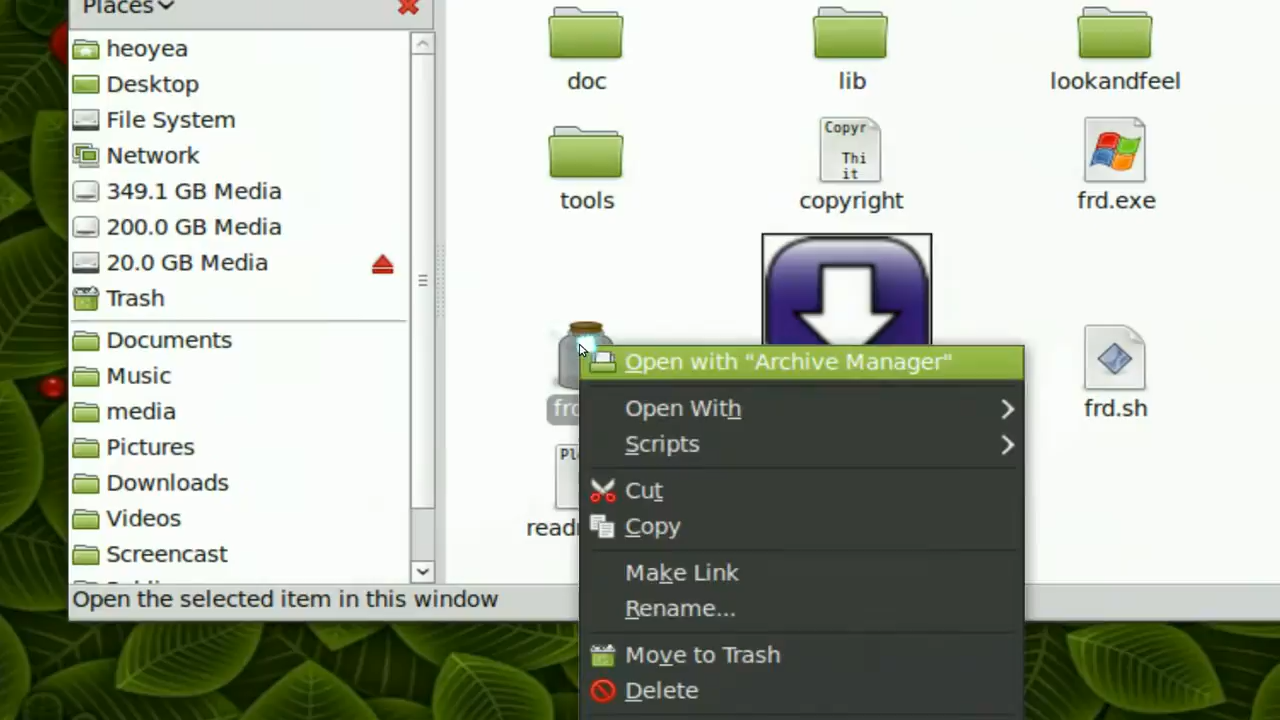 Places
heoyea
Desktop
File System
Network
349.1 GB Media
200.0 GB Media
20.0 GB Media
Trash
Documents
Music
media
Pictures
Downloads
Videos
Screencast
Open the selected item in this window
doc
lib
lookandfeel
Copyr
Thi
it
tools
copyright
frd.exe
frd.sh
Open with "Archive Manager"
Open With
Scripts
Cut
Copy
Make Link
Rename...
Move to Trash
Delete